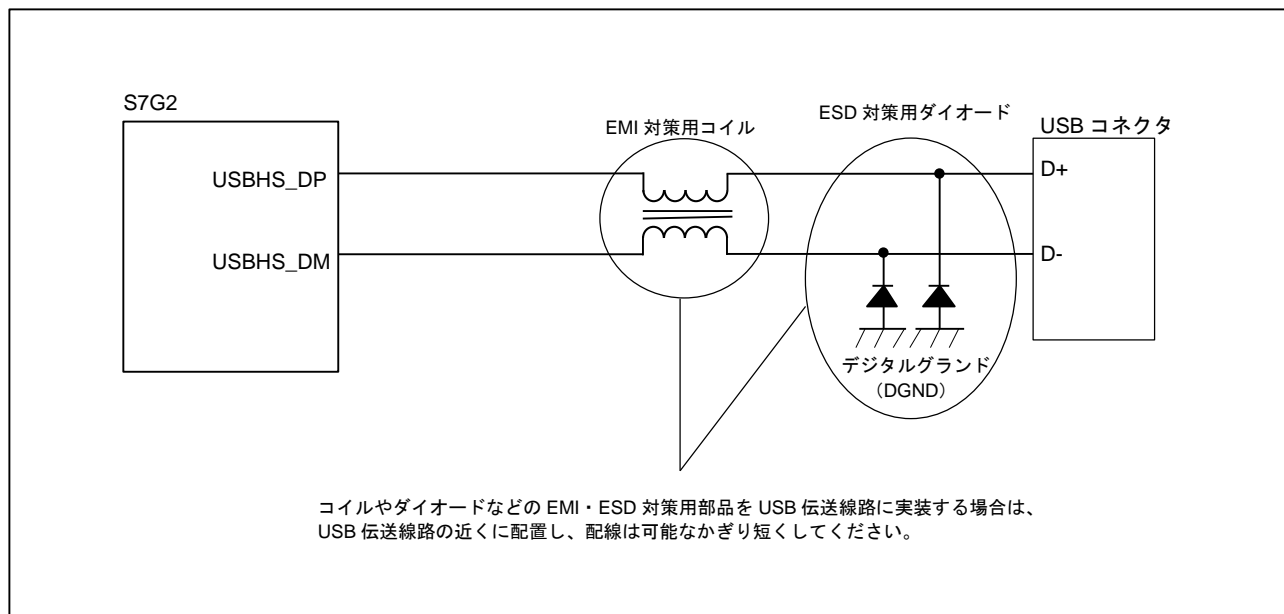 S7G2
USBHS_DP
USBHS_DM
EMI 対策用コイル
ESD 対策用ダイオード
USB コネクタ
D+
D-
デジタルグランド
（DGND）
コイルやダイオードなどの EMI・ESD 対策用部品を USB 伝送線路に実装する場合は、
USB 伝送線路の近くに配置し、配線は可能なかぎり短くしてください。